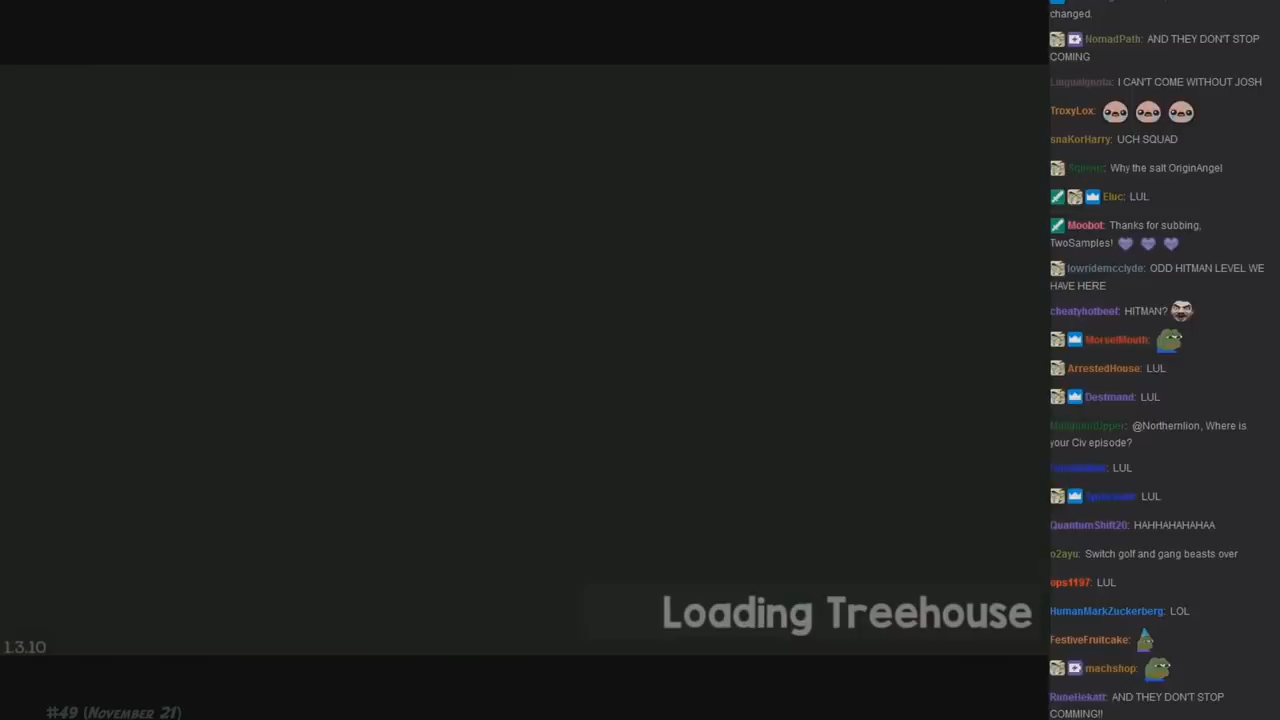 changed.
NomadPath: AND THEY DON'T STOP
COMING
I CAN'T COME WITHOUT JOSH
TroxyLox:
snaKorHarry: UCH SQUAD
Why the salt OriginAngel
Eluc: LUL
Moobot: Thanks for subbing,
TwoSamples!
lowridemcclyde: ODD HITMAN LEVEL WE
HAVE HERE
cheatyhotbeef: HITMAN?
MorselMouth:
ArrestedHouse: LUL
Destmand: LUL
@Northernlion, Where is
your Civ episode?
LUL
LUL
QuantumShift20: HAHHAHAHAHAA
o2ayu: Switch golf and gang beasts over
ops1197: LUL
HumanMarkZuckerberg: LOL
FestiveFruitcake:
machshop:
RuneHekatt: AND THEY DON'T STOP
COMMING!!
Loading Treehouse
1.3.10
#49 (November 21)